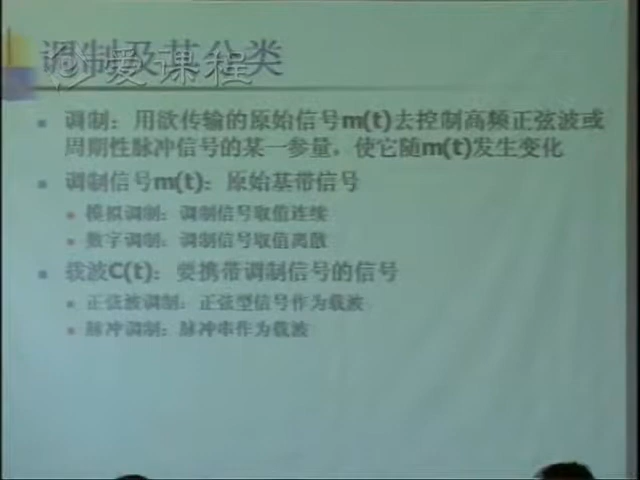 调制及其分类
爱课程
调制：用欲传输的原始信号m(t)去控制高频正弦波或
周期性脉冲信号的某一参量，使它随m(t)发生变化
调制信号m(t)：原始基带信号
模拟调制：调制信号取值连续
数字调制：调制信号取值离散
载波C(t)：要携带调制信号的信号
正弦波调制：正弦型信号作为载波
脉冲调制：脉冲串作为载波